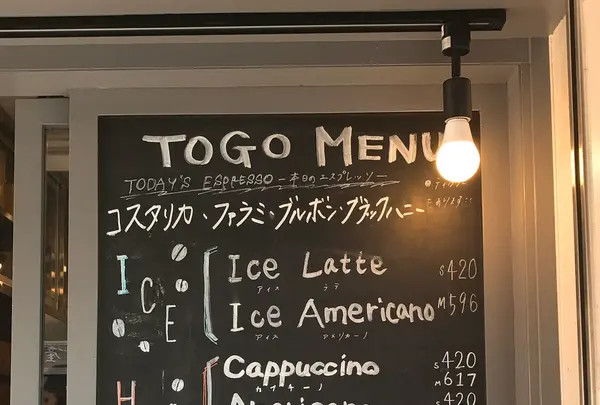 TOGO MENU
TODAY'S ESPRESSO －本日のエスプレッソ－
コスタリカ・ファラミ・ブルボン・ブラックハニー
ICE
Ice Latte S420
アイス ラテ
Ice Americano M596
アイス アメリカーノ
Cappuccino S420
カプチーノ M617
H Americano S420